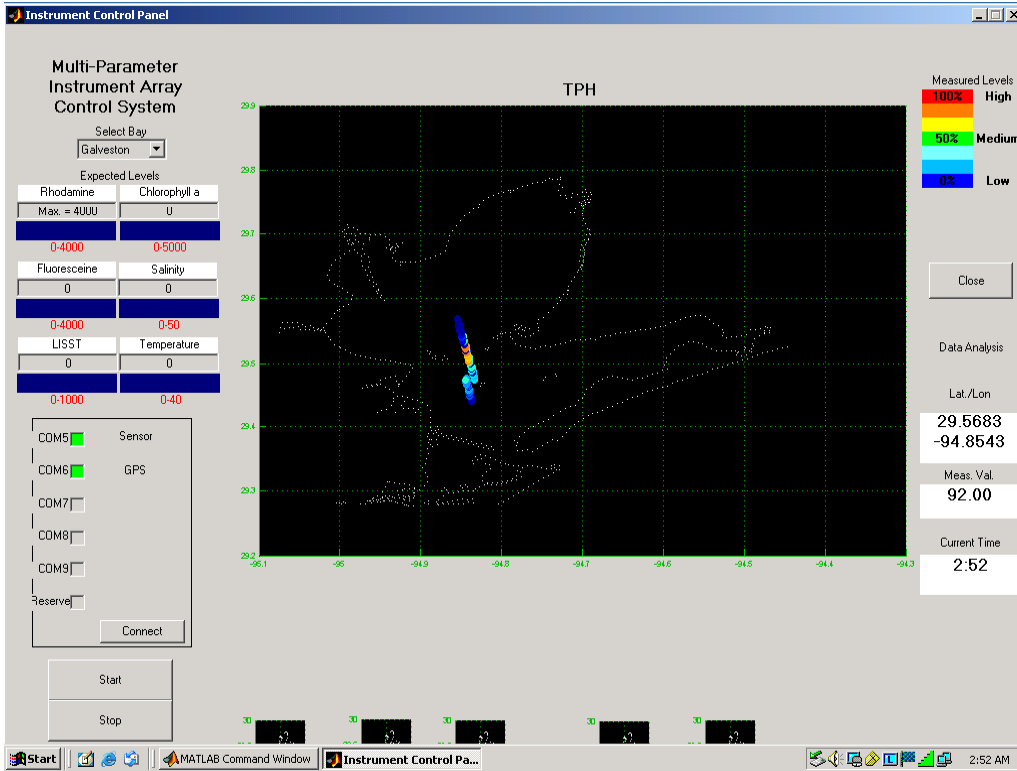 Instrument Control Panel
Multi-Parameter
Instrument Array
Control System
Select Bay
Galveston
Expected Levels
Rhodamine Chlorophyll a
Max. = 4000 0
0-4000 0-5000
Fluoresceine Salinity
0 0
0-4000 0-50
LISST Temperature
0 0
0-1000 0-40
COM5 Sensor
COM6 GPS
COM7
COM8
COM9
Reserve
Connect
Start
Stop
TPH
29.9
29.8
29.7
29.6
29.5
29.4
29.3
29.2
-95.1 -95 -94.9 -94.8 -94.7 -94.6 -94.5 -94.4 -94.3
30 30 30 30 30
Measured Levels
100% High
50% Medium
0% Low
Close
Data Analysis
Lat./Lon
29.5683
-94.8543
Meas. Val.
92.00
Current Time
2:52
Start MATLAB Command Window Instrument Control Pa... 2:52 AM